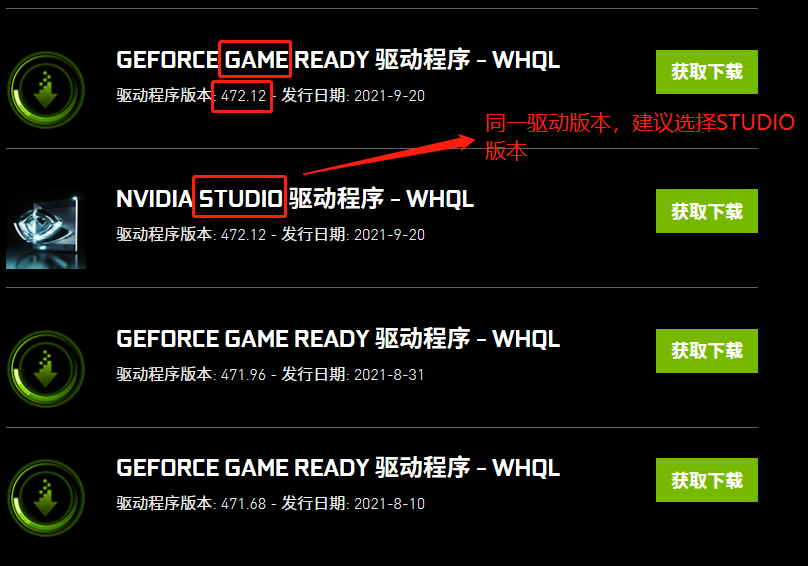 GEFORCE GAME READY 驱动程序 – WHQL
驱动程序版本: 472.12 - 发行日期: 2021-9-20
获取下载
同一驱动版本，建议选择STUDIO
版本
NVIDIA STUDIO 驱动程序 – WHQL
驱动程序版本: 472.12 - 发行日期: 2021-9-20
获取下载
GEFORCE GAME READY 驱动程序 – WHQL
驱动程序版本: 471.96 - 发行日期: 2021-8-31
获取下载
GEFORCE GAME READY 驱动程序 – WHQL
驱动程序版本: 471.68 - 发行日期: 2021-8-10
获取下载